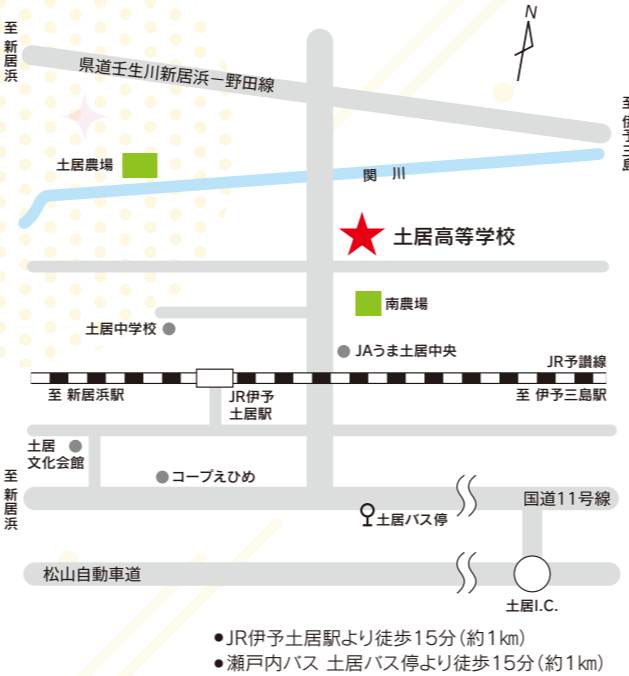 N
至 新居浜
県道壬生川新居浜－野田線
至 伊予三島
土居農場
関 川
土居高等学校
南農場
土居中学校
JAうま土居中央
JR予讃線
至 新居浜駅
JR伊予
土居駅
至 伊予三島駅
土居
文化会館
コープえひめ
至 新居浜
国道11号線
土居バス停
松山自動車道
土居I.C.
●JR伊予土居駅より徒歩15分（約1km）
●瀬戸内バス 土居バス停より徒歩15分（約1km）